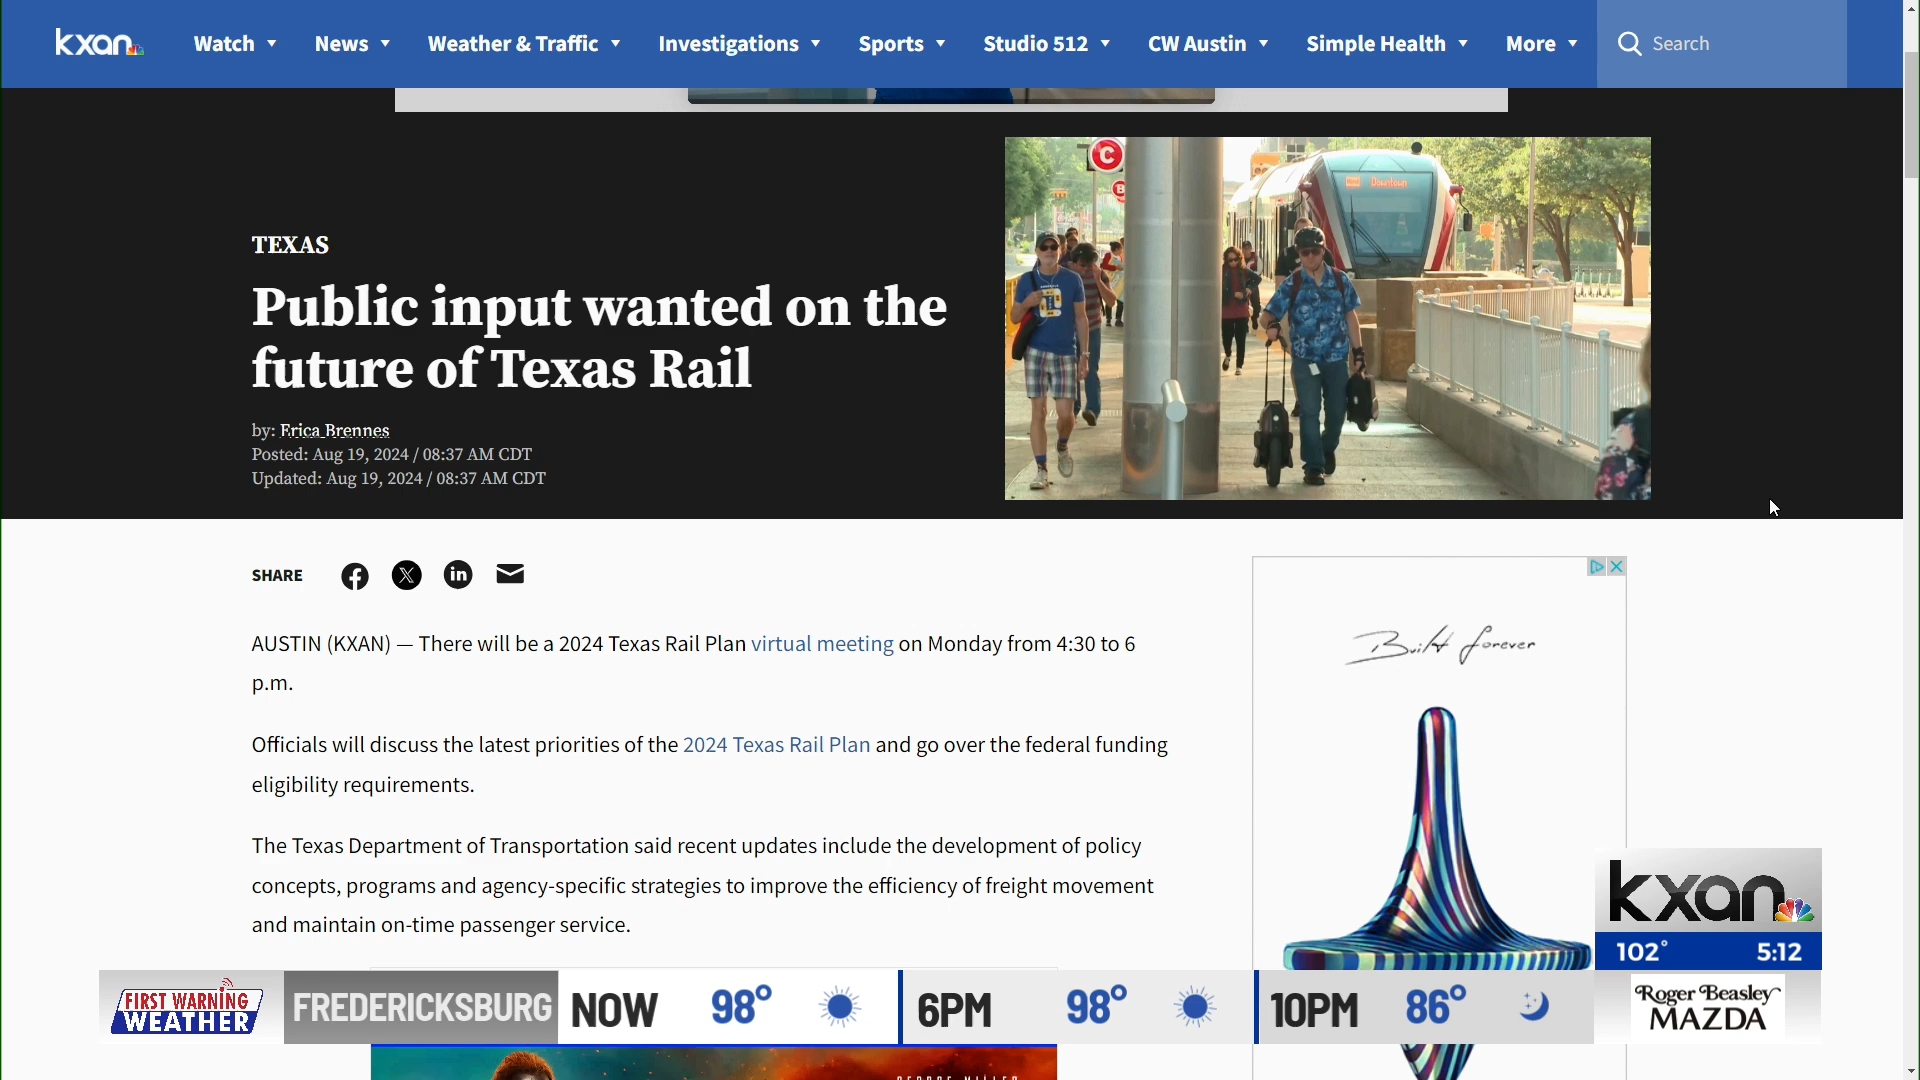 kxan
Watch
News
Weather & Traffic
Investigations
Sports
Studio 512
CW Austin
Simple Health
More
Search
C
B
Downtown
TEXAS
Public input wanted on the
future of Texas Rail
by: Erica Brennes
Posted: Aug 19, 2024 / 08:37 AM CDT
Updated: Aug 19, 2024 / 08:37 AM CDT
SHARE
Built forever
AUSTIN (KXAN) — There will be a 2024 Texas Rail Plan virtual meeting on Monday from 4:30 to 6
p.m.
Officials will discuss the latest priorities of the 2024 Texas Rail Plan and go over the federal funding
eligibility requirements.
The Texas Department of Transportation said recent updates include the development of policy
concepts, programs and agency-specific strategies to improve the efficiency of freight movement
and maintain on-time passenger service.
kxan
102° 5:12
FIRST WARNING
WEATHER
FREDERICKSBURG
NOW 98°
6PM 98°
10PM 86°
Roger Beasley
MAZDA